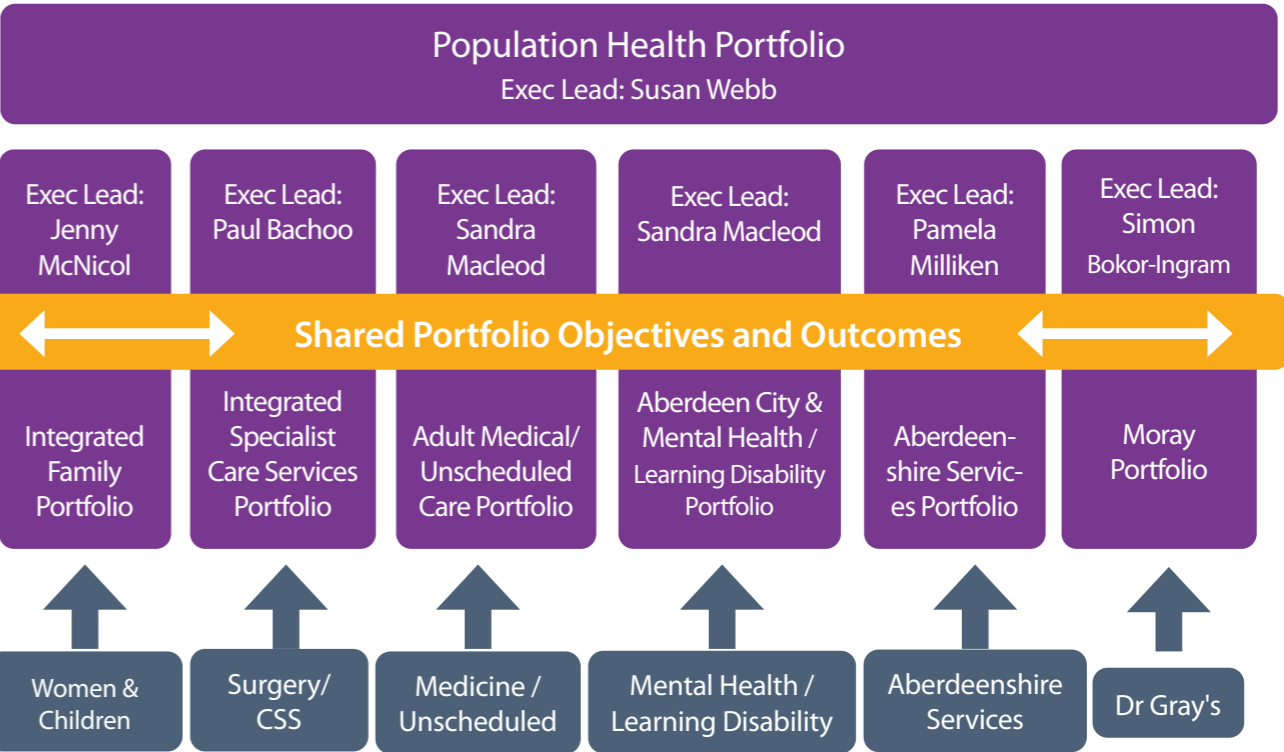 Population Health Portfolio
Exec Lead: Susan Webb
Exec Lead:
Jenny
McNicol
Exec Lead:
Paul Bachoo
Exec Lead:
Sandra
Macleod
Exec Lead:
Sandra Macleod
Exec Lead:
Pamela
Milliken
Exec Lead:
Simon
Bokor-Ingram
Shared Portfolio Objectives and Outcomes
Integrated
Family
Portfolio
Integrated
Specialist
Care Services
Portfolio
Adult Medical/
Unscheduled
Care Portfolio
Aberdeen City &
Mental Health /
Learning Disability
Portfolio
Aberdeen-
shire Servic-
es Portfolio
Moray
Portfolio
Women &
Children
Surgery/
CSS
Medicine /
Unscheduled
Mental Health /
Learning Disability
Aberdeenshire
Services
Dr Gray's